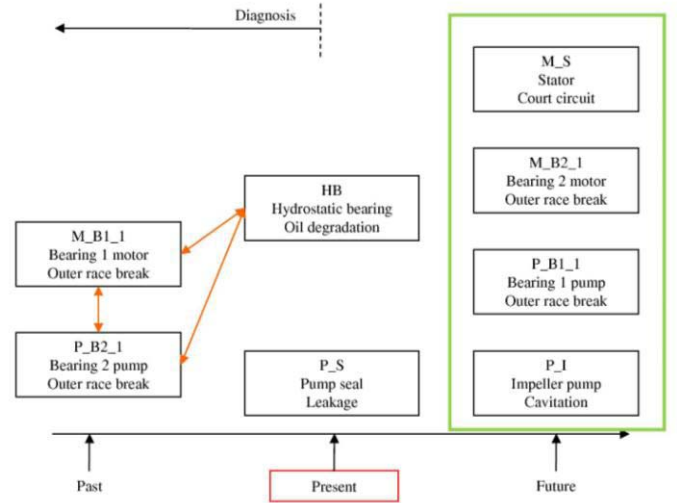 Diagnosis
M_S
Stator
Court circuit
M_B2_1
Bearing 2 motor
Outer race break
HB
Hydrostatic bearing
Oil degradation
M_B1_1
Bearing 1 motor
Outer race break
P_B1_1
Bearing 1 pump
Outer race break
P_B2_1
Bearing 2 pump
Outer race break
P_S
Pump seal
Leakage
P_I
Impeller pump
Cavitation
Past
Present
Future